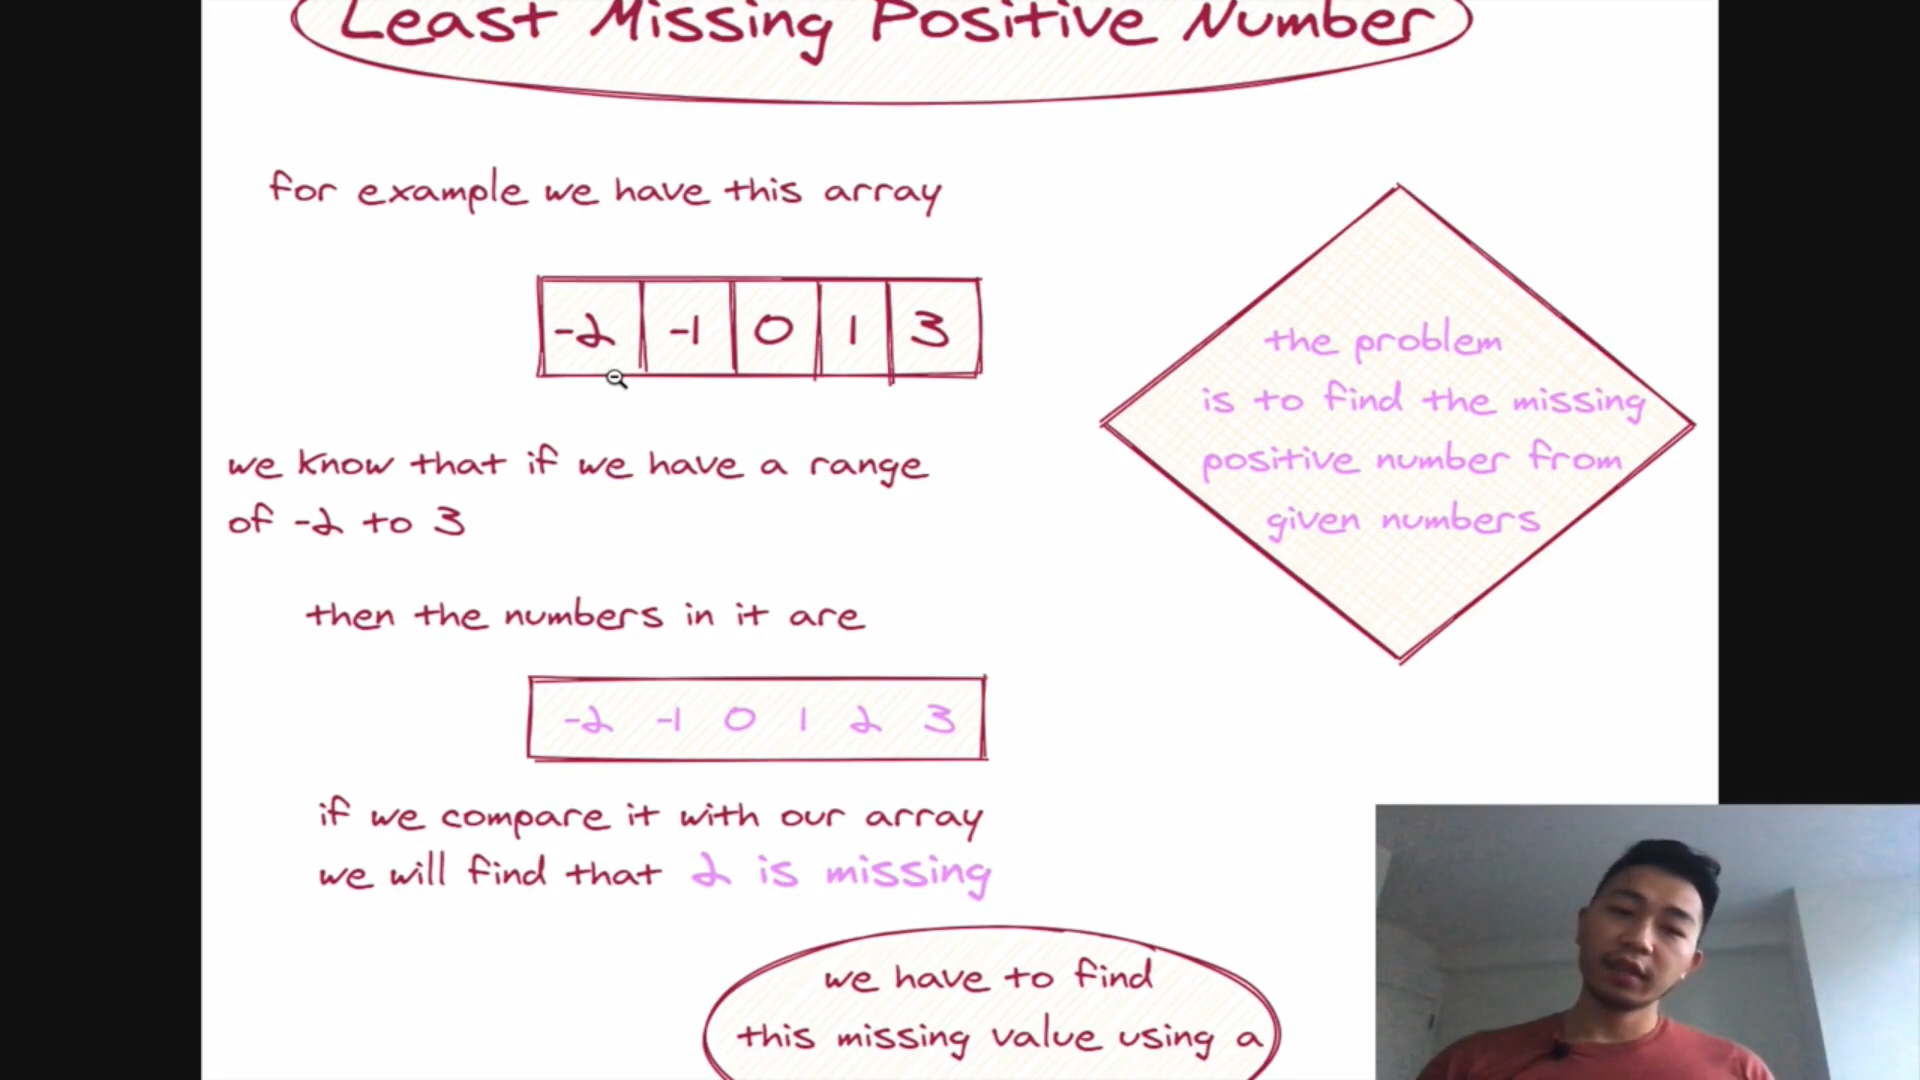 Least Missing Positive Number
for example we have this array
-2 -1 0 1 3
we know that if we have a range
of -2 to 3
then the numbers in it are
-2 -1 0 1 2 3
if we compare it with our array
we will find that 2 is missing
we have to find
this missing value using a
the problem
is to find the missing
positive number from
given numbers